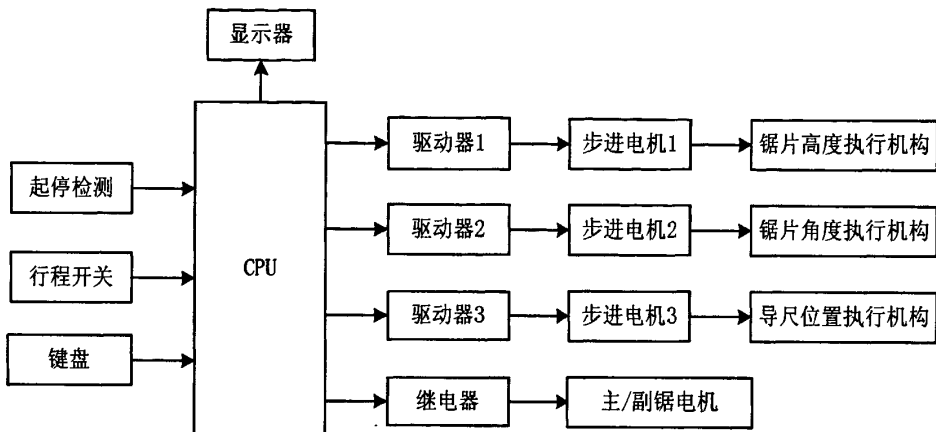 显示器
驱动器1
步进电机1
锯片高度执行机构
起停检测
驱动器2
步进电机2
锯片角度执行机构
行程开关
CPU
驱动器3
步进电机3
导尺位置执行机构
键盘
继电器
主/副锯电机